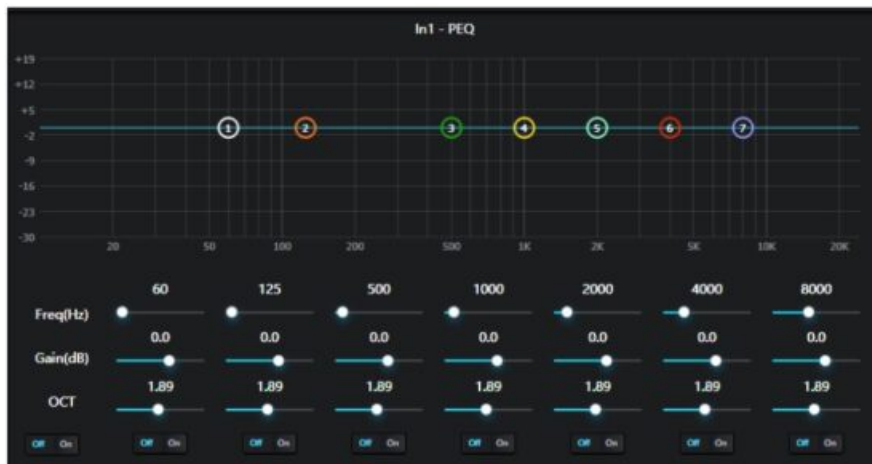 In1 - PEQ
+19
+12
+5
-2
-9
-16
-23
-30
1 2 3 4 5 6 7
20 50 100 200 500 1K 2K 5K 10K 20K
60 125 500 1000 2000 4000 8000
Freq(Hz)
0.0 0.0 0.0 0.0 0.0 0.0 0.0
Gain(dB)
1.89 1.89 1.89 1.89 1.89 1.89 1.89
OCT
Off On Off On Off On Off On Off On Off On Off On Off On